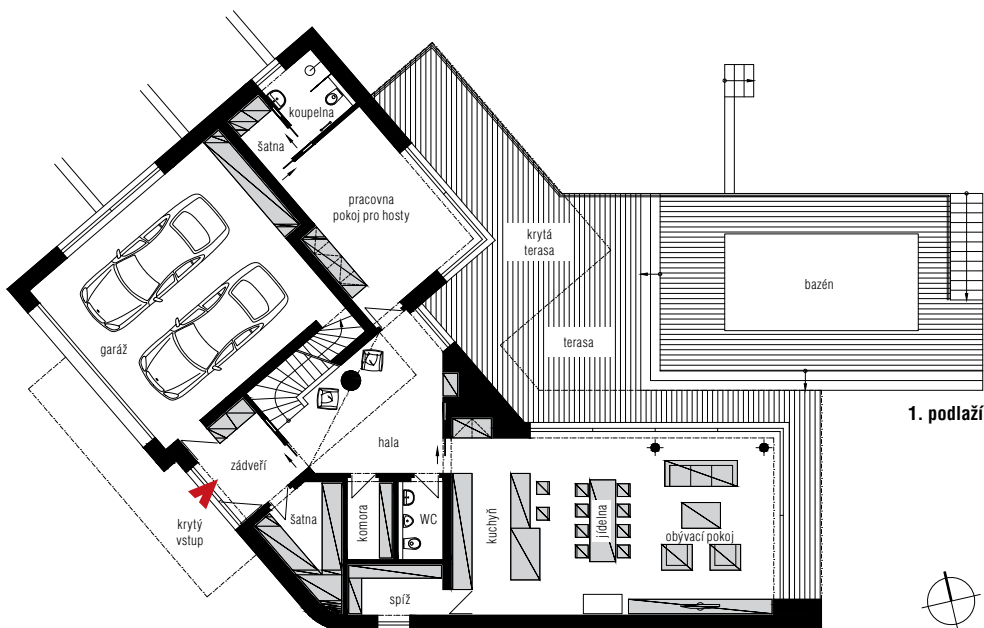 koupelna
šatna
pracovna
pokoj pro hosty
krytá
terasa
bazén
terasa
garáž
1. podlaží
hala
zádveří
krytý
vstup
šatna
komora
WC
kuchyň
jídelna
obývací pokoj
spíž